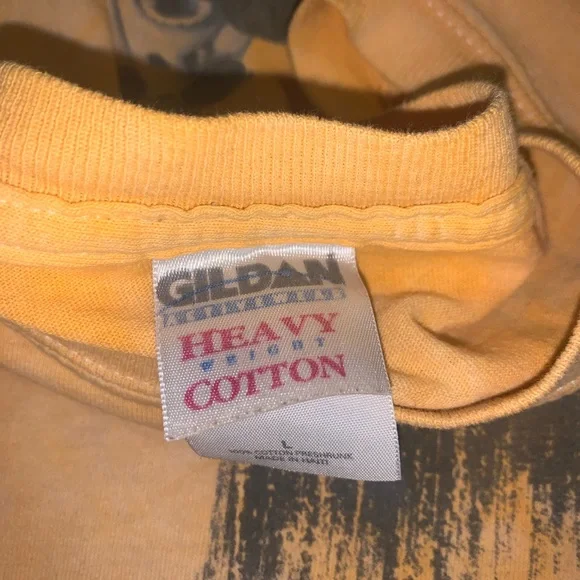 GILDAN
HEAVY
WEIGHT
COTTON
L
100% COTTON PRESHRUNK
MADE IN HAITI